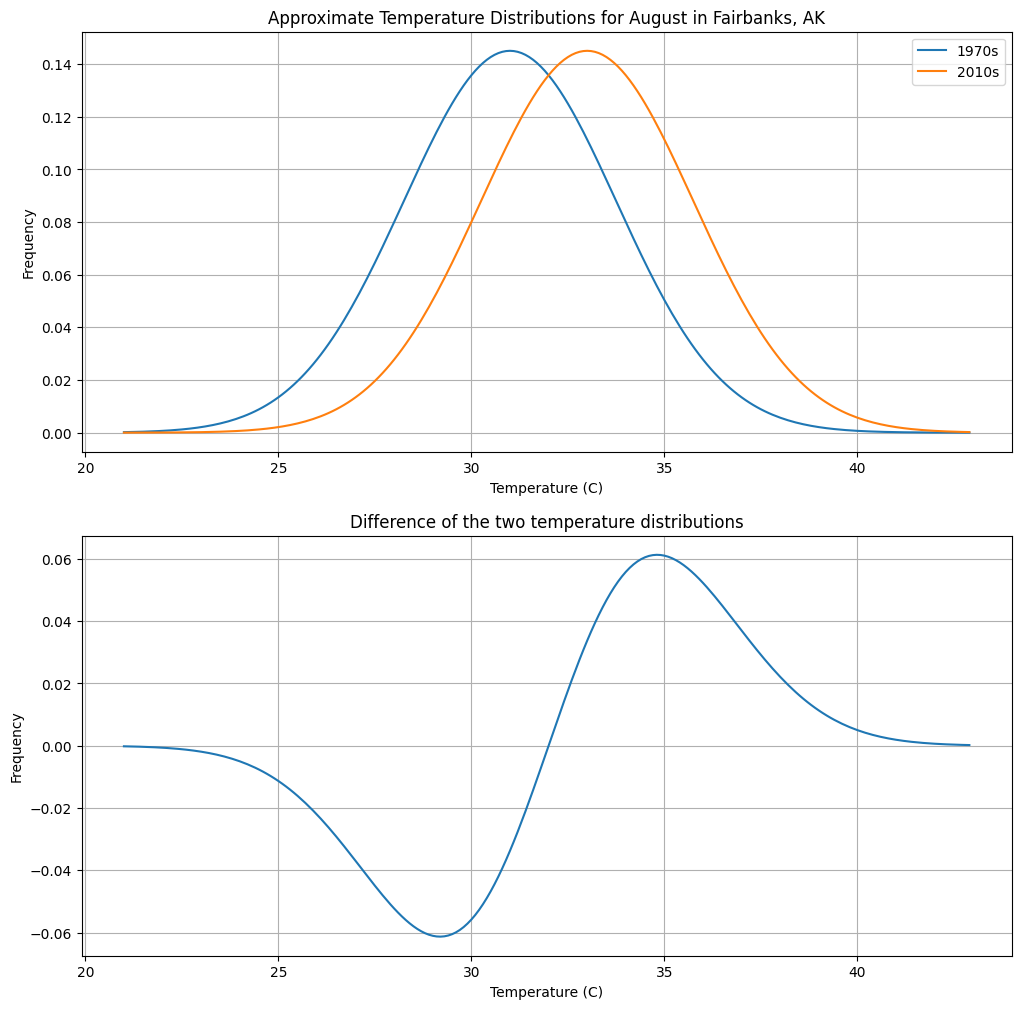 Approximate Temperature Distributions for August in Fairbanks, AK
1970s
2010s
0.14
0.12
0.10
0.08
0.06
0.04
0.02
0.00
Frequency
20 25 30 35 40
Temperature (C)
Difference of the two temperature distributions
0.06
0.04
0.02
0.00
−0.02
−0.04
−0.06
Frequency
20 25 30 35 40
Temperature (C)